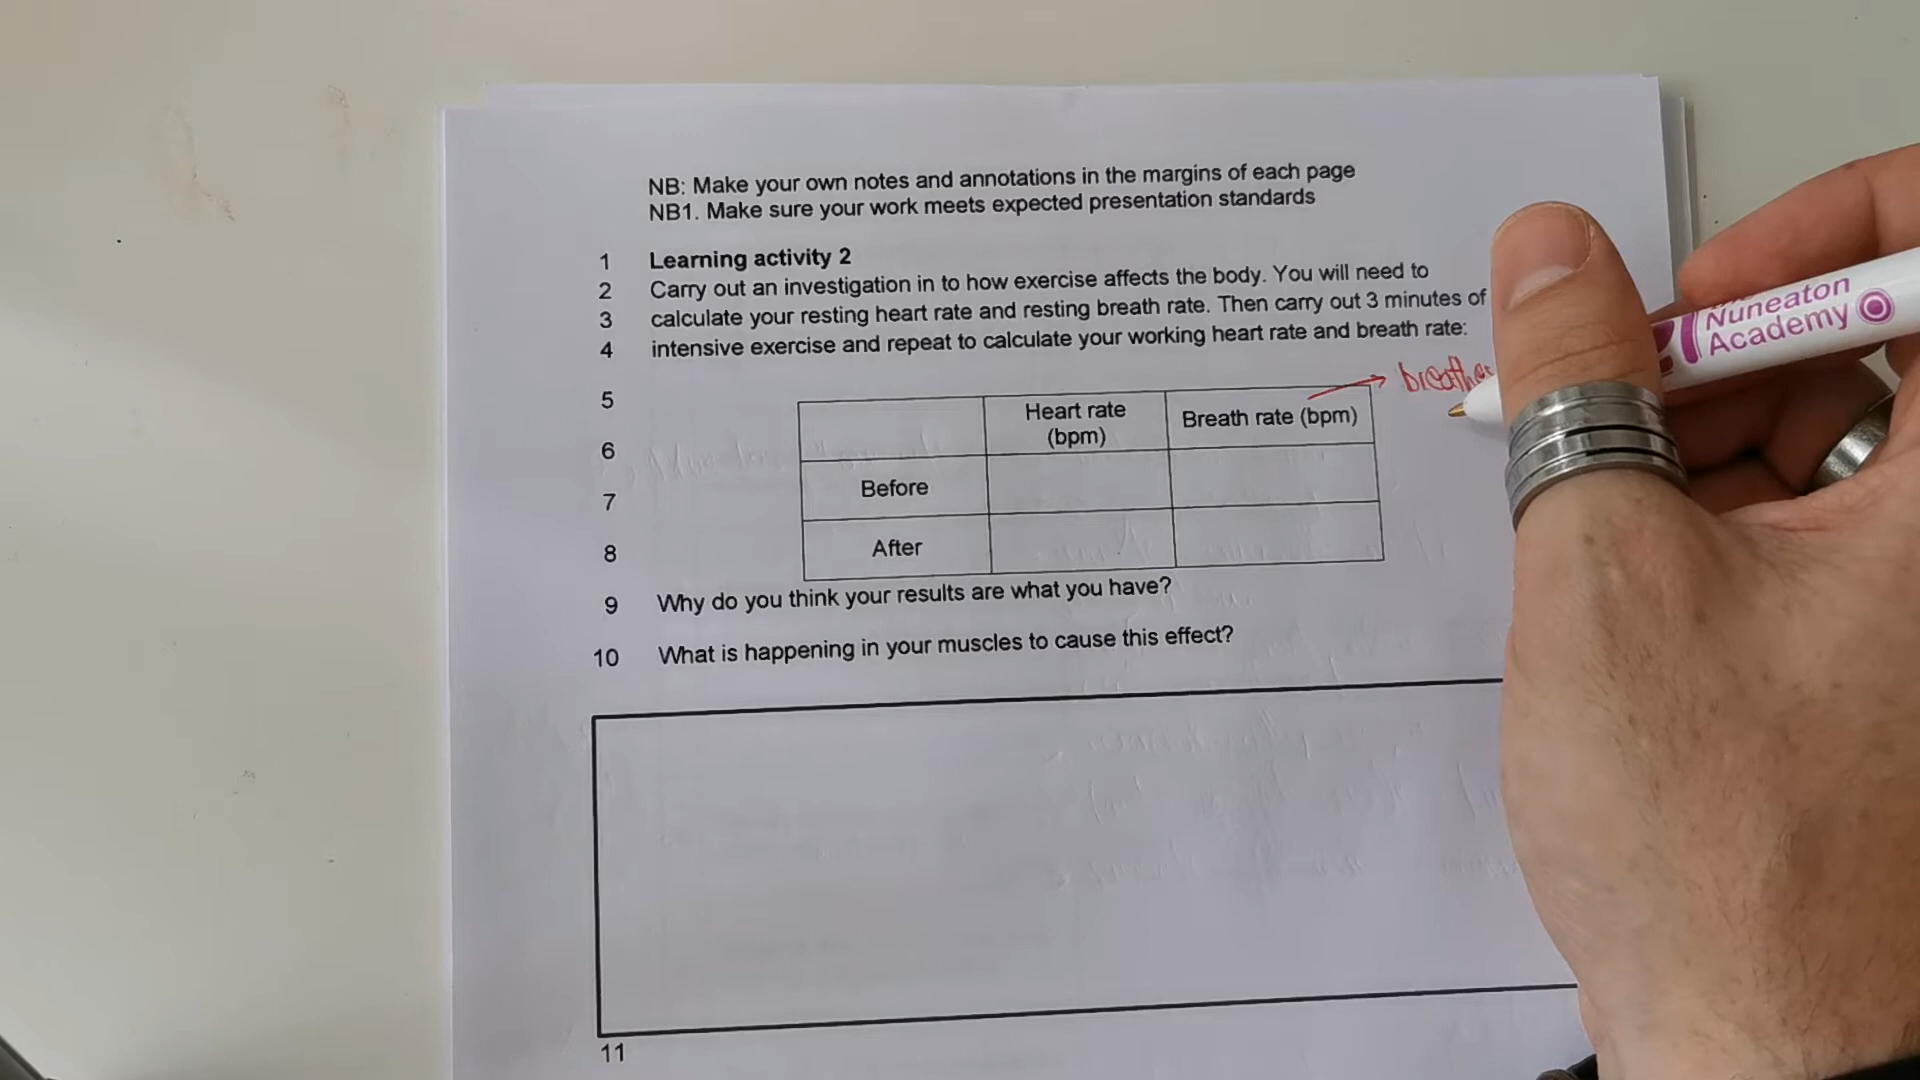 NB: Make your own notes and annotations in the margins of each page
NB1. Make sure your work meets expected presentation standards
1 Learning activity 2
2 Carry out an investigation in to how exercise affects the body. You will need to
3 calculate your resting heart rate and resting breath rate. Then carry out 3 minutes of
4 intensive exercise and repeat to calculate your working heart rate and breath rate:
breathes
5
Heart rate (bpm) Breath rate (bpm)
6
Before
7
After
8
9 Why do you think your results are what you have?
10 What is happening in your muscles to cause this effect?
11
Nuneaton
Academy